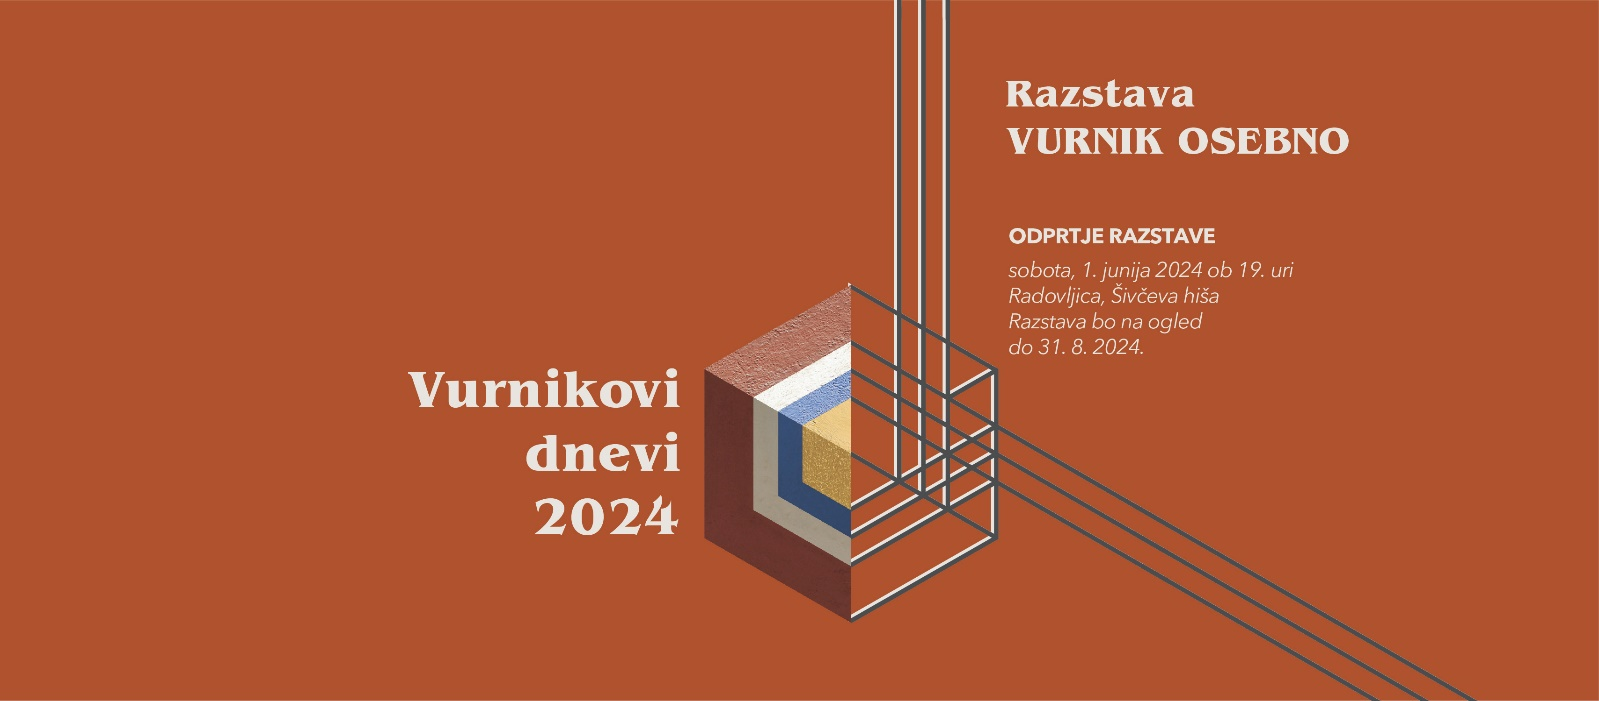 Razstava
VURNIK OSEBNO
ODPRTJE RAZSTAVE
sobota, 1. junija 2024 ob 19. uri
Radovljica, Šivčeva hiša
Razstava bo na ogled
do 31. 8. 2024.
Vurnikovi
dnevi
2024